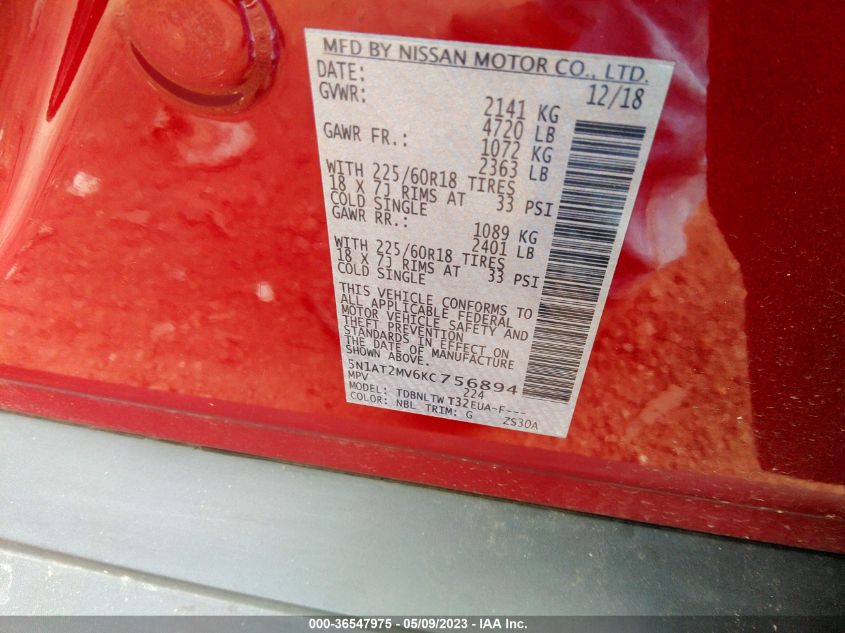 MFD BY NISSAN MOTOR CO., LTD.
DATE: 12/18
GVWR: 2141 KG
4720 LB
GAWR FR.: 1072 KG
2363 LB
WITH 225/60R18 TIRES
18 X 7J RIMS AT 33 PSI
COLD SINGLE
GAWR RR.: 1089 KG
2401 LB
WITH 225/60R18 TIRES
18 X 7J RIMS AT 33 PSI
COLD SINGLE
THIS VEHICLE CONFORMS TO
ALL APPLICABLE FEDERAL
MOTOR VEHICLE SAFETY AND
THEFT PREVENTION
STANDARDS IN EFFECT ON
THE DATE OF MANUFACTURE
SHOWN ABOVE.
5N1AT2MV6KC756894
MPV 224
MODEL: TDBNLTWT32EUA-F---
COLOR: NBL TRIM: G ZS30A
000-36547975 - 05/09/2023 - IAA Inc.